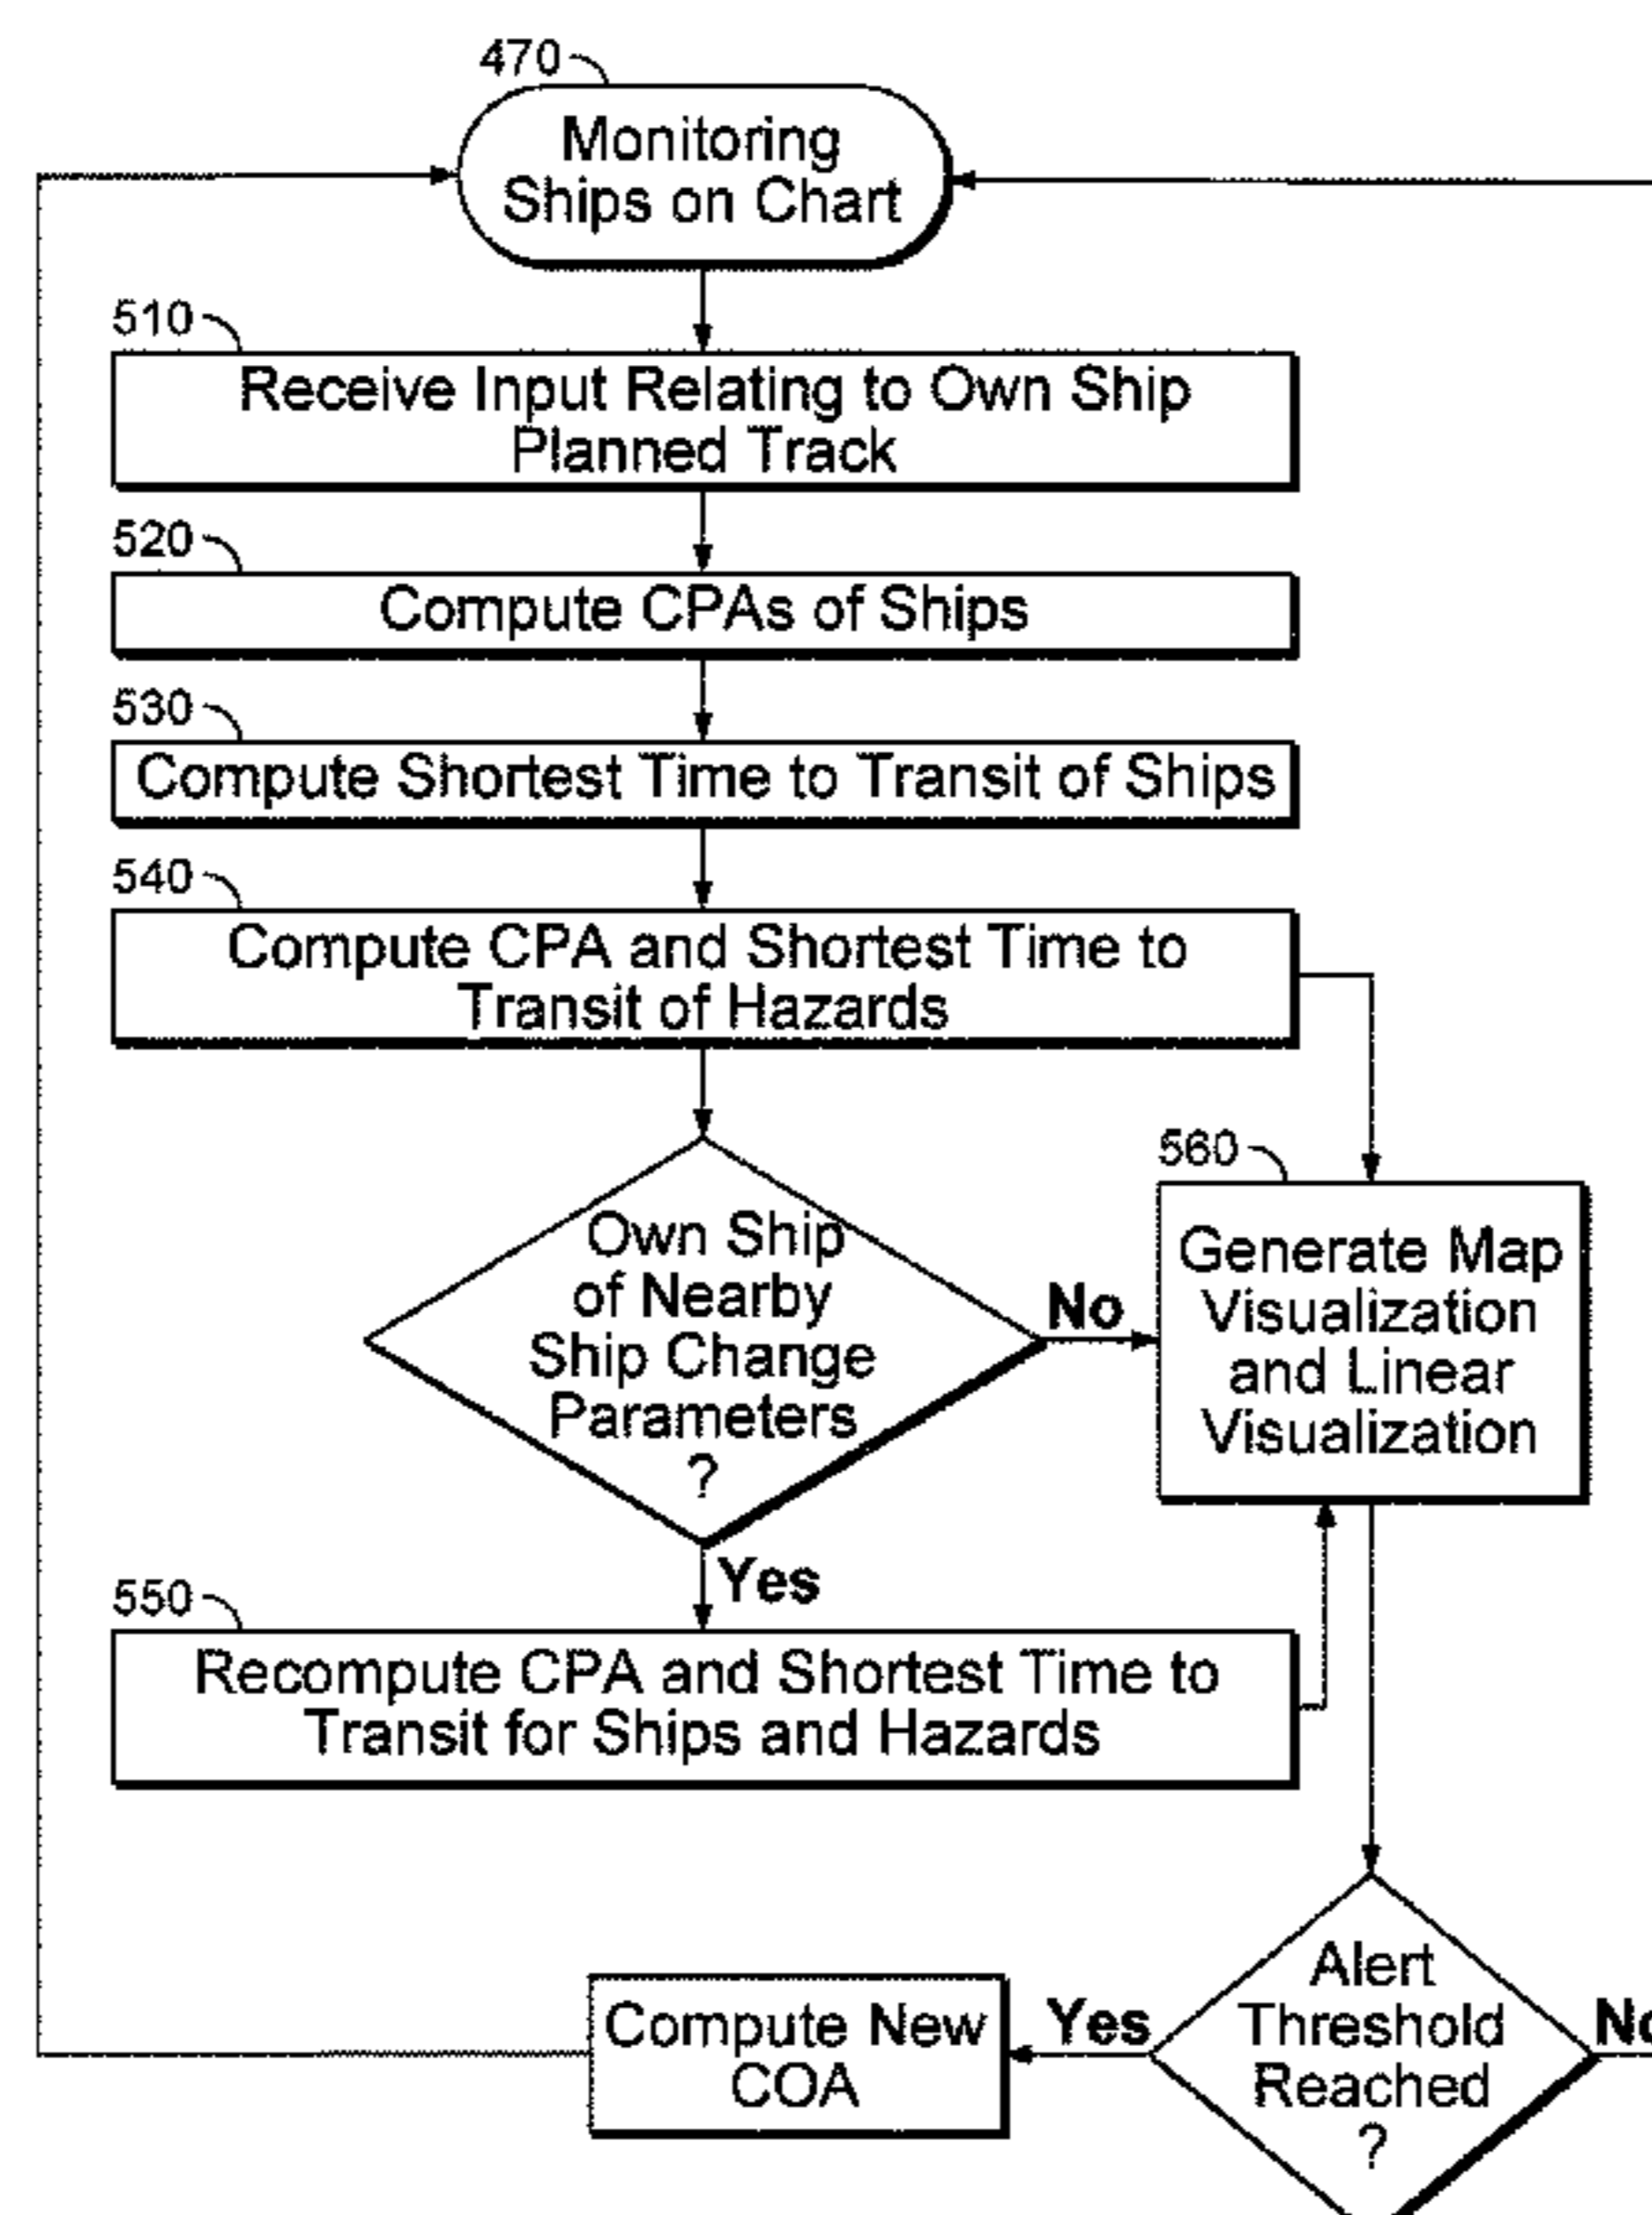 470
Monitoring
Ships on Chart
510
Receive Input Relating to Own Ship
Planned Track
520
Compute CPAs of Ships
530
Compute Shortest Time to Transit of Ships
540
Compute CPA and Shortest Time to
Transit of Hazards
Own Ship
of Nearby
Ship Change
Parameters
?
No
560
Generate Map
Visualization
and Linear
Visualization
Yes
550
Recompute CPA and Shortest Time to
Transit for Ships and Hazards
Compute New
COA
Yes
Alert
Threshold
Reached
?
No